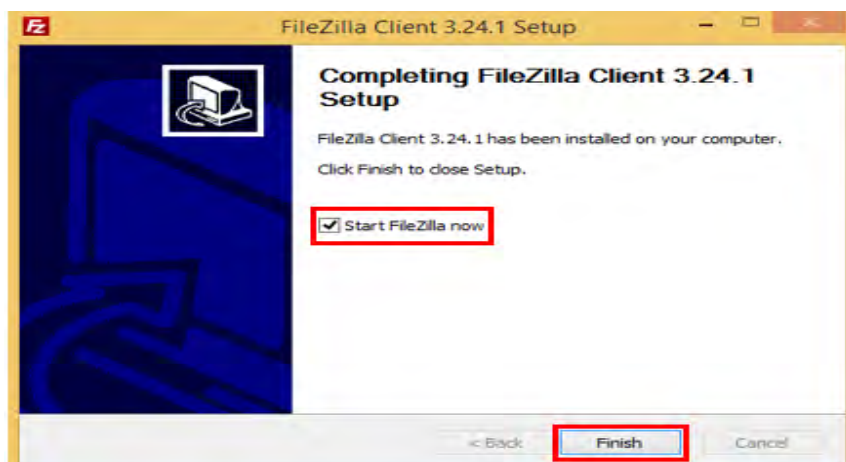 Fz
FileZilla Client 3.24.1 Setup
Completing FileZilla Client 3.24.1
Setup
FileZilla Client 3.24.1 has been installed on your computer.
Click Finish to close Setup.
Start FileZilla now
< Back
Finish
Cancel